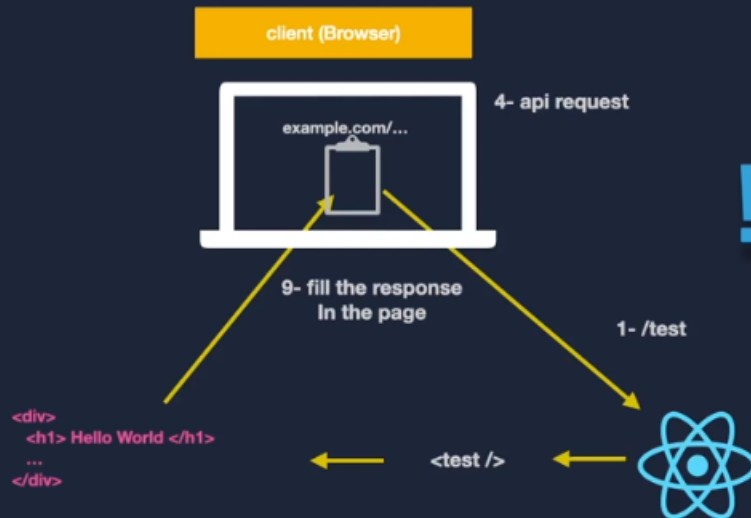 client (Browser)
4- api request
example.com/...
9- fill the response
In the page
1- /test
<div>
<h1> Hello World </h1>
...
</div>
<test />